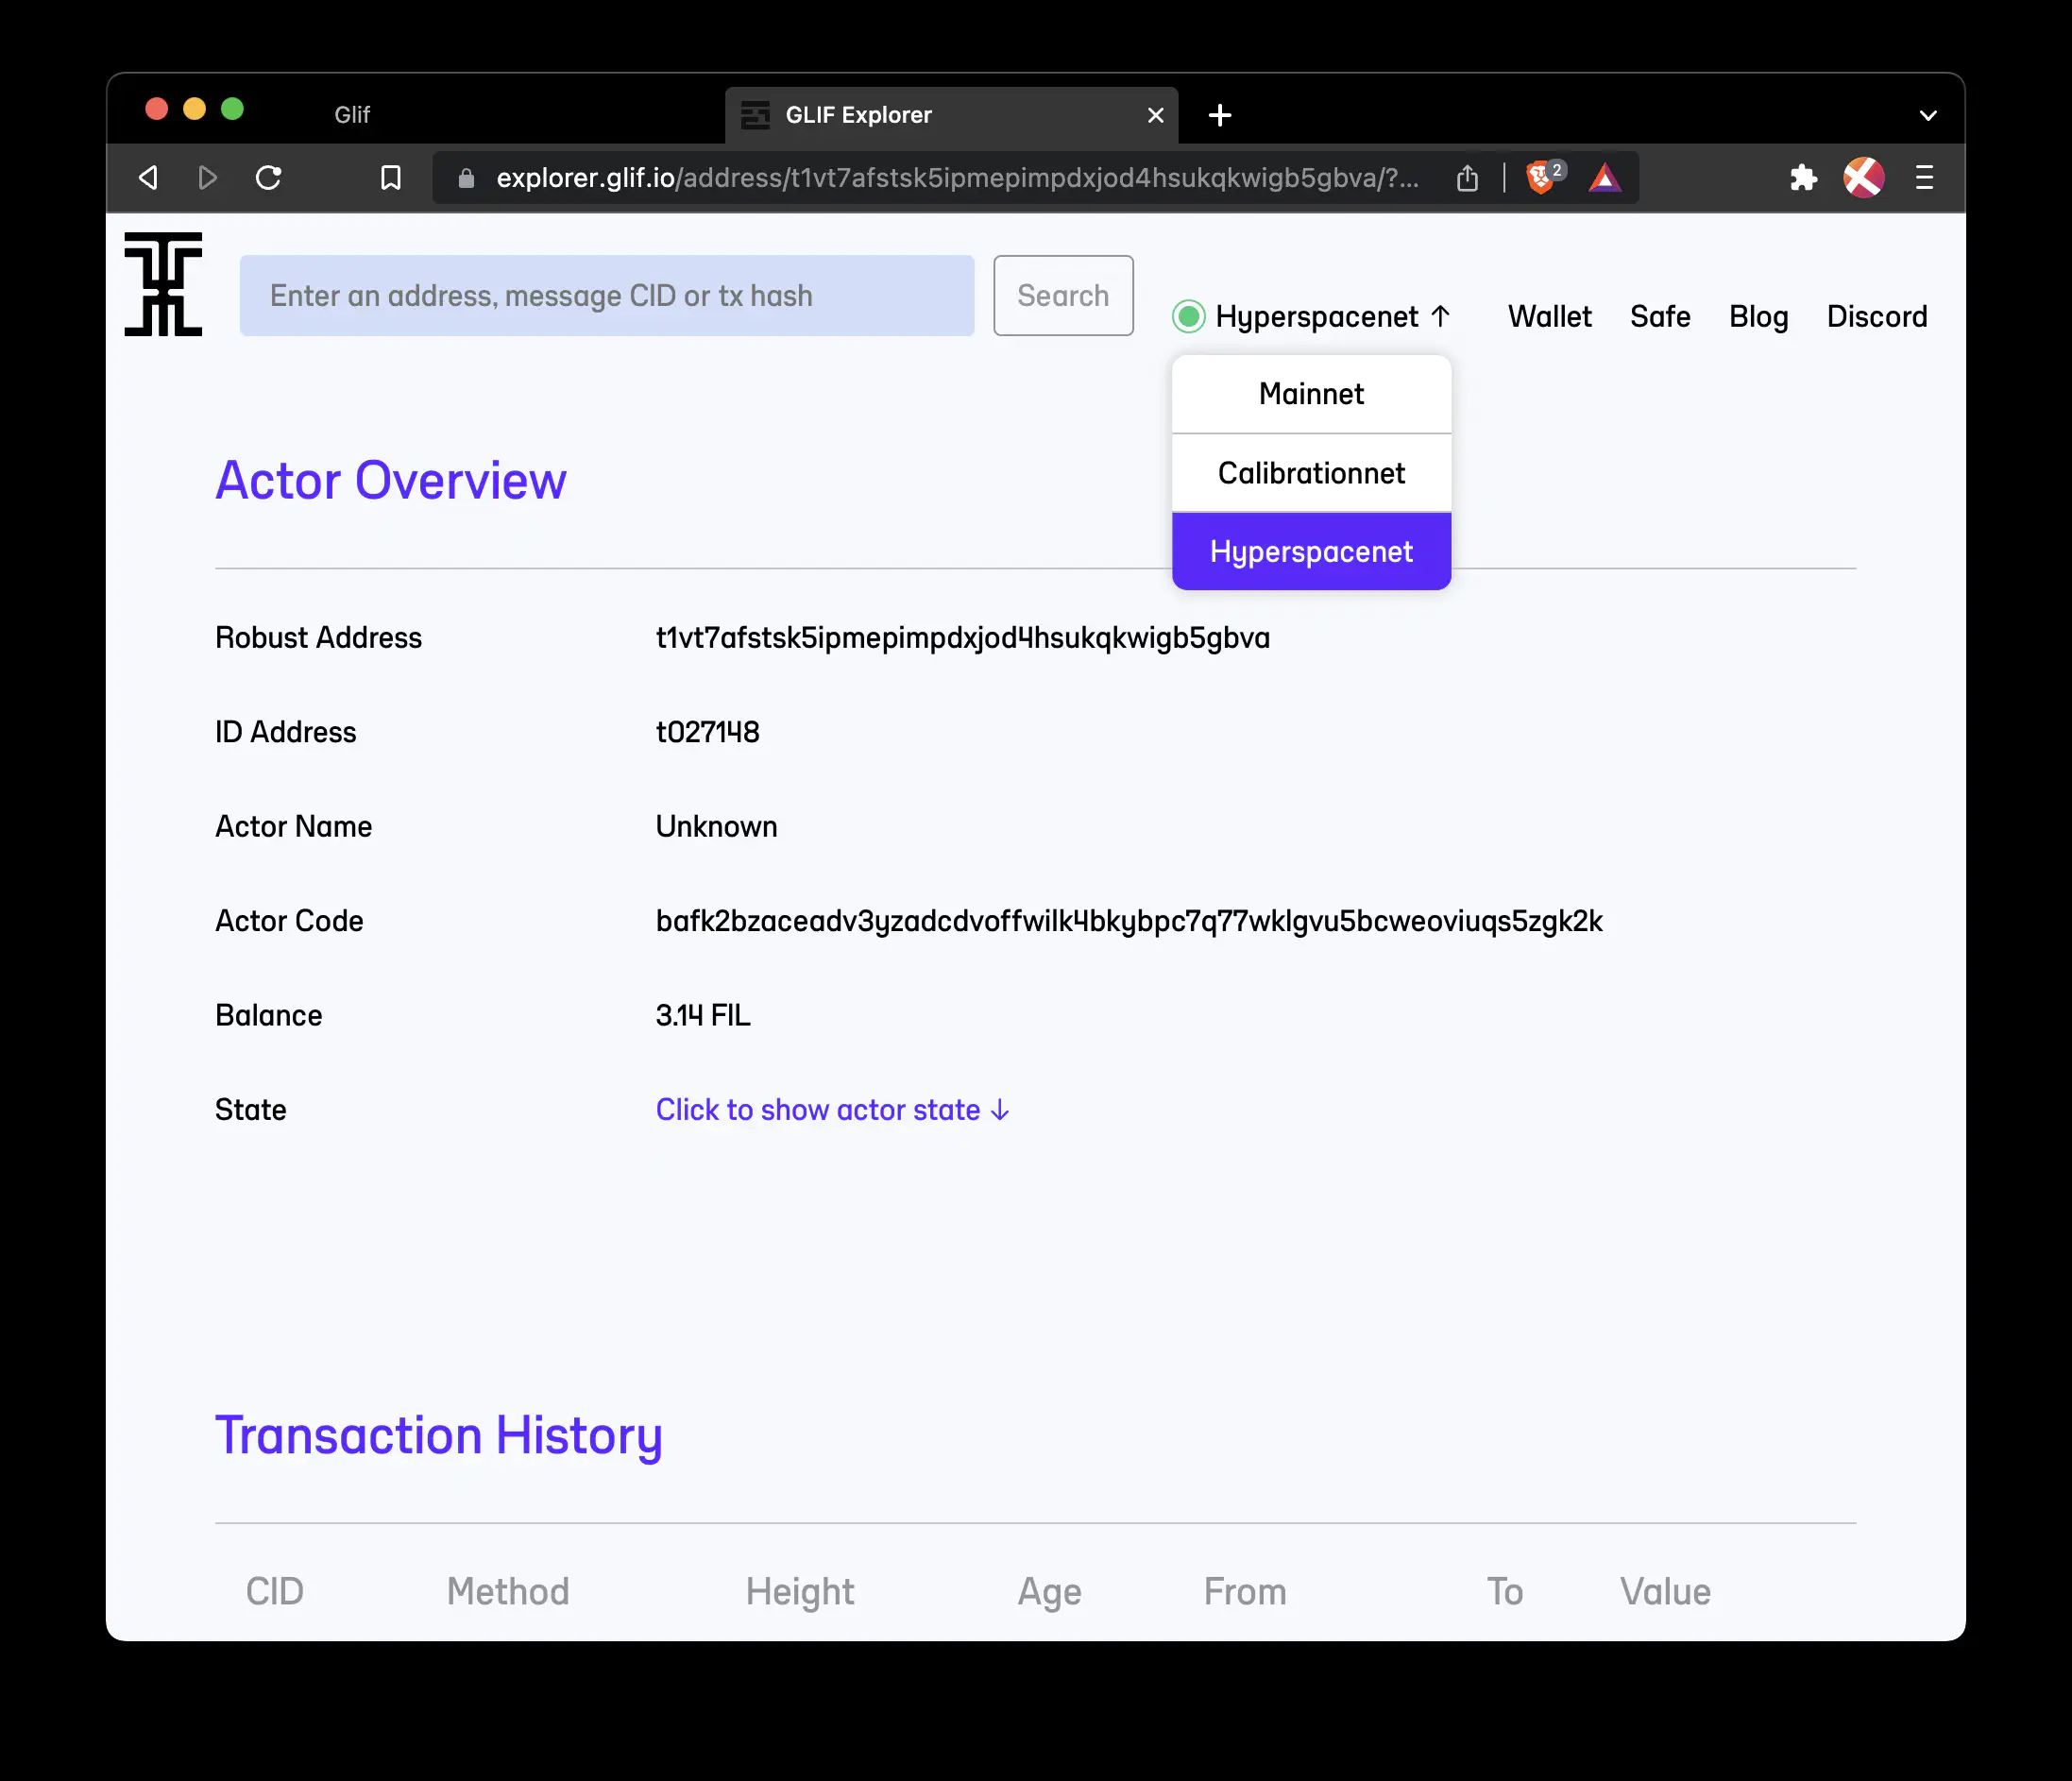 Glif
GLIF Explorer
explorer.glif.io/address/t1vt7afstsk5ipmepimpdxjod4hsukqkwigb5gbva/?...
2
Enter an address, message CID or tx hash
Search
Hyperspacenet ↑
Wallet
Safe
Blog
Discord
Mainnet
Calibrationnet
Hyperspacenet
Actor Overview
Robust Address t1vt7afstsk5ipmepimpdxjod4hsukqkwigb5gbva
ID Address t027148
Actor Name Unknown
Actor Code bafk2bzaceadv3yzadcdvoffwilk4bkybpc7q77wklgvu5bcweoviuqs5zgk2k
Balance 3.14 FIL
State Click to show actor state ↓
Transaction History
CID Method Height Age From To Value